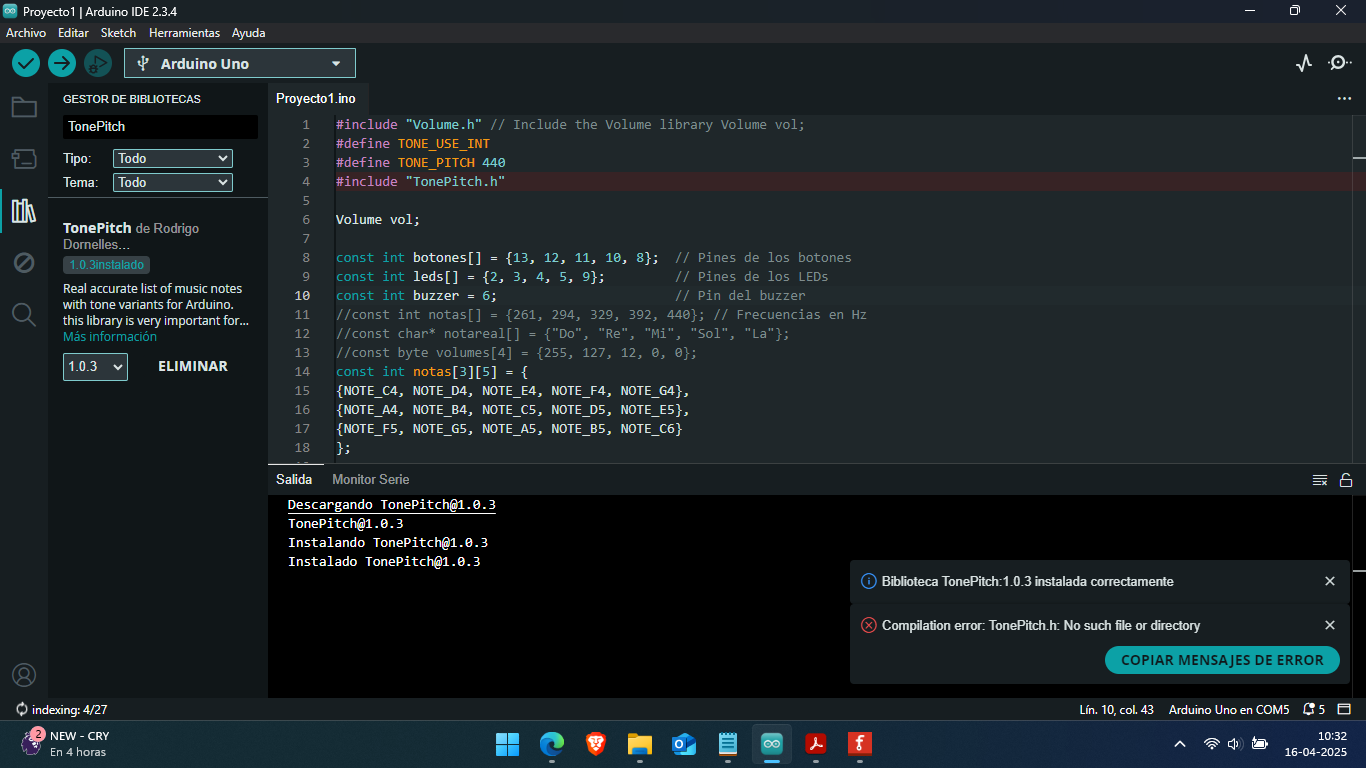 Proyecto1 | Arduino IDE 2.3.4
Archivo Editar Sketch Herramientas Ayuda
Arduino Uno
GESTOR DE BIBLIOTECAS
TonePitch
Tipo: Todo
Tema: Todo
TonePitch de Rodrigo
Dornelles...
1.0.3instalado
Real accurate list of music notes
with tone variants for Arduino.
this library is very important for...
Más información
1.0.3 ELIMINAR
Proyecto1.ino
1 #include "Volume.h" // Include the Volume library Volume vol;
2 #define TONE_USE_INT
3 #define TONE_PITCH 440
4 #include "TonePitch.h"
5
6 Volume vol;
7
8 const int botones[] = {13, 12, 11, 10, 8}; // Pines de los botones
9 const int leds[] = {2, 3, 4, 5, 9}; // Pines de los LEDs
10 const int buzzer = 6; // Pin del buzzer
11 //const int notas[] = {261, 294, 329, 392, 440}; // Frecuencias en Hz
12 //const char* notareal[] = {"Do", "Re", "Mi", "Sol", "La"};
13 //const byte volumes[4] = {255, 127, 12, 0, 0};
14 const int notas[3][5] = {
15 {NOTE_C4, NOTE_D4, NOTE_E4, NOTE_F4, NOTE_G4},
16 {NOTE_A4, NOTE_B4, NOTE_C5, NOTE_D5, NOTE_E5},
17 {NOTE_F5, NOTE_G5, NOTE_A5, NOTE_B5, NOTE_C6}
18 };
Salida Monitor Serie
Descargando TonePitch@1.0.3
TonePitch@1.0.3
Instalando TonePitch@1.0.3
Instalado TonePitch@1.0.3
Biblioteca TonePitch:1.0.3 instalada correctamente
Compilation error: TonePitch.h: No such file or directory
COPIAR MENSAJES DE ERROR
indexing: 4/27
Lín. 10, col. 43 Arduino Uno en COM5 5
2
NEW - CRY
En 4 horas
10:32
16-04-2025